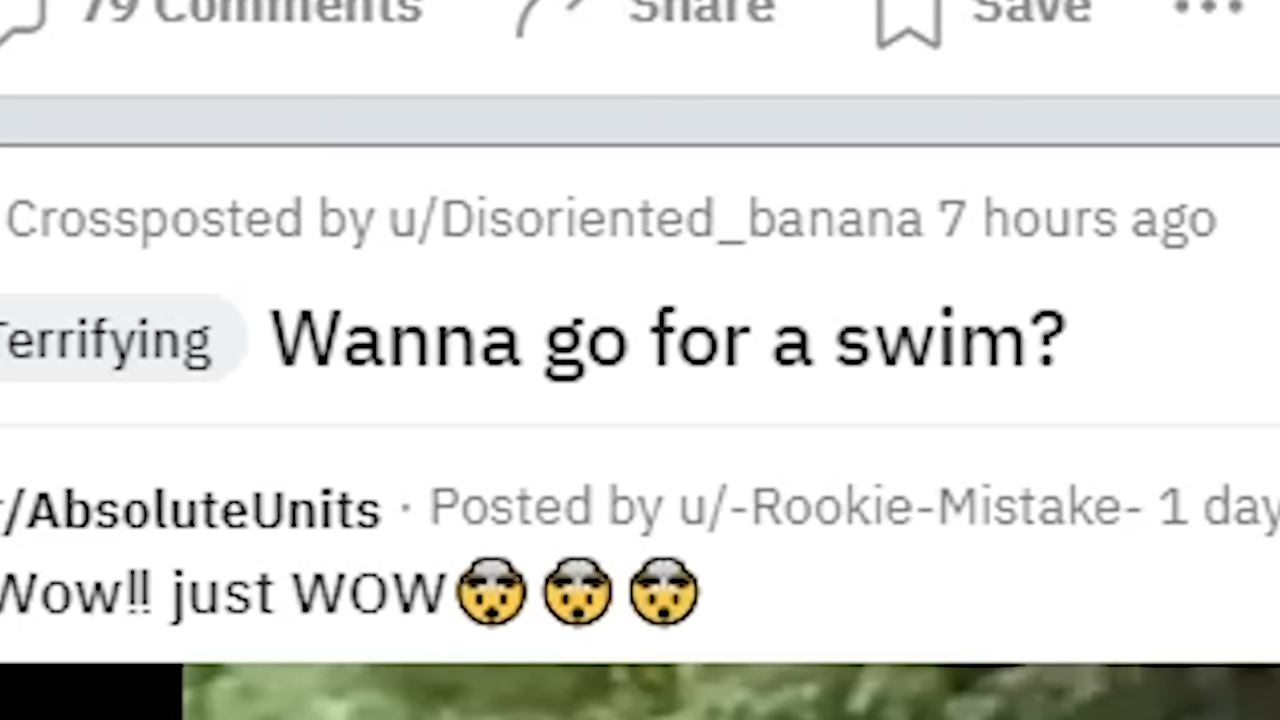 79 Comments Share Save
Crossposted by u/Disoriented_banana 7 hours ago
Terrifying Wanna go for a swim?
r/AbsoluteUnits · Posted by u/-Rookie-Mistake- 1 day
Wow!! just WOW🤯🤯🤯